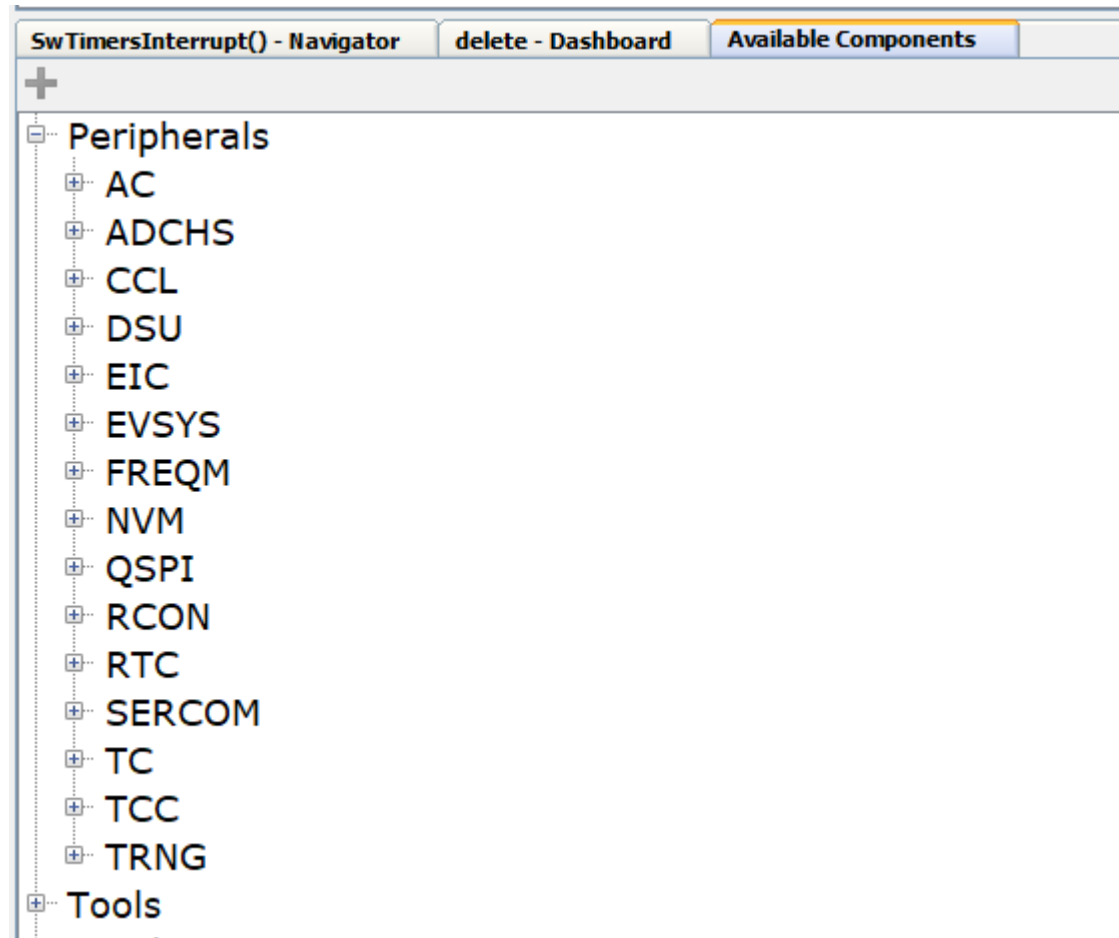 SwTimersInterrupt() - Navigator delete - Dashboard Available Components
Peripherals
AC
ADCHS
CCL
DSU
EIC
EVSYS
FREQM
NVM
QSPI
RCON
RTC
SERCOM
TC
TCC
TRNG
Tools